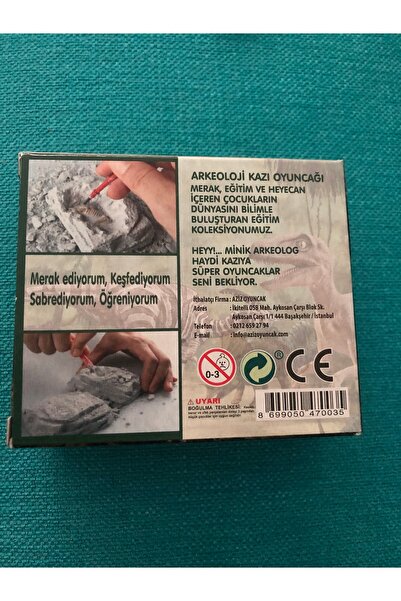 ARKEOLOJİ KAZI OYUNCAĞI
MERAK, EĞİTİM VE HEYECAN
İÇEREN ÇOCUKLARIN
DÜNYASINI BİLİMLE
BULUŞTURAN EĞİTİM
KOLEKSİYONUMUZ.
HEYY!... MİNİK ARKEOLOG
HAYDİ KAZIYA
SÜPER OYUNCAKLAR
SENİ BEKLİYOR.
Merak ediyorum, Keşfediyorum
Sabrediyorum, Öğreniyorum
İthalatçı Firma : AZİZ OYUNCAK
Adres : İkitelli OSB Mah. Aykosan Çarşı Blok Sk.
Aykosan Çarşı 1/1 444 Başakşehir / İstanbul
Telefon : 0212 659 27 94
E-mail : info@azizoyuncak.com
0-3
CE
UYARI
BOĞULMA TEHLİKESİ:
8 699050 470035